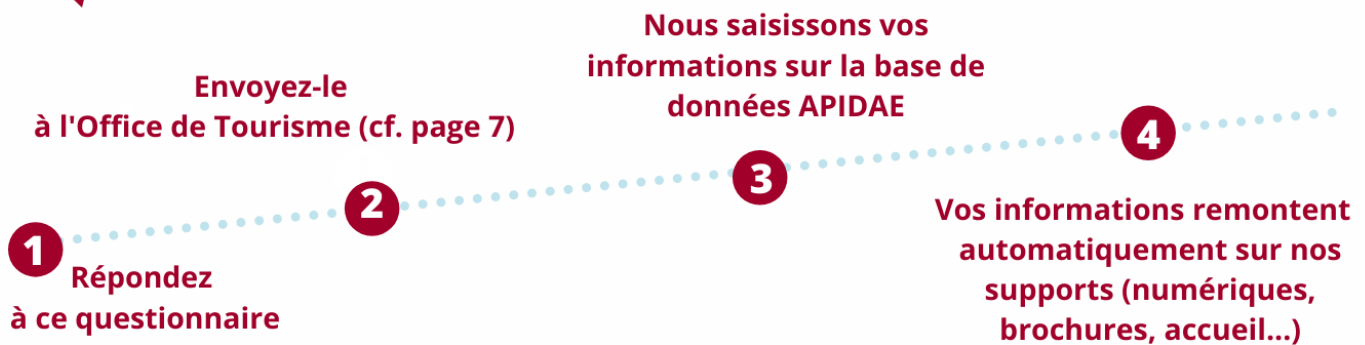 1
Répondez
à ce questionnaire
2
Envoyez-le
à l'Office de Tourisme (cf. page 7)
3
Nous saisissons vos
informations sur la base de
données APIDAE
4
Vos informations remontent
automatiquement sur nos
supports (numériques,
brochures, accueil...)